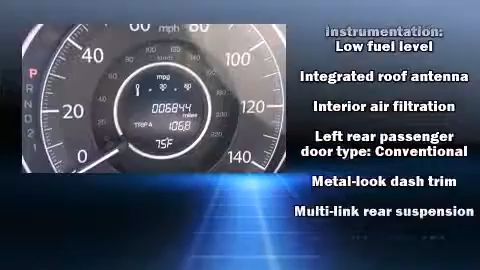 60
mph
80
40
100
20
120
0
140
P
R
N
D
2
1
mpg
006844
miles
TRIP A
106.8
75°F
Instrumentation:
Low fuel level
Integrated roof antenna
Interior air filtration
Left rear passenger
door type: Conventional
Metal-look dash trim
Multi-link rear suspension